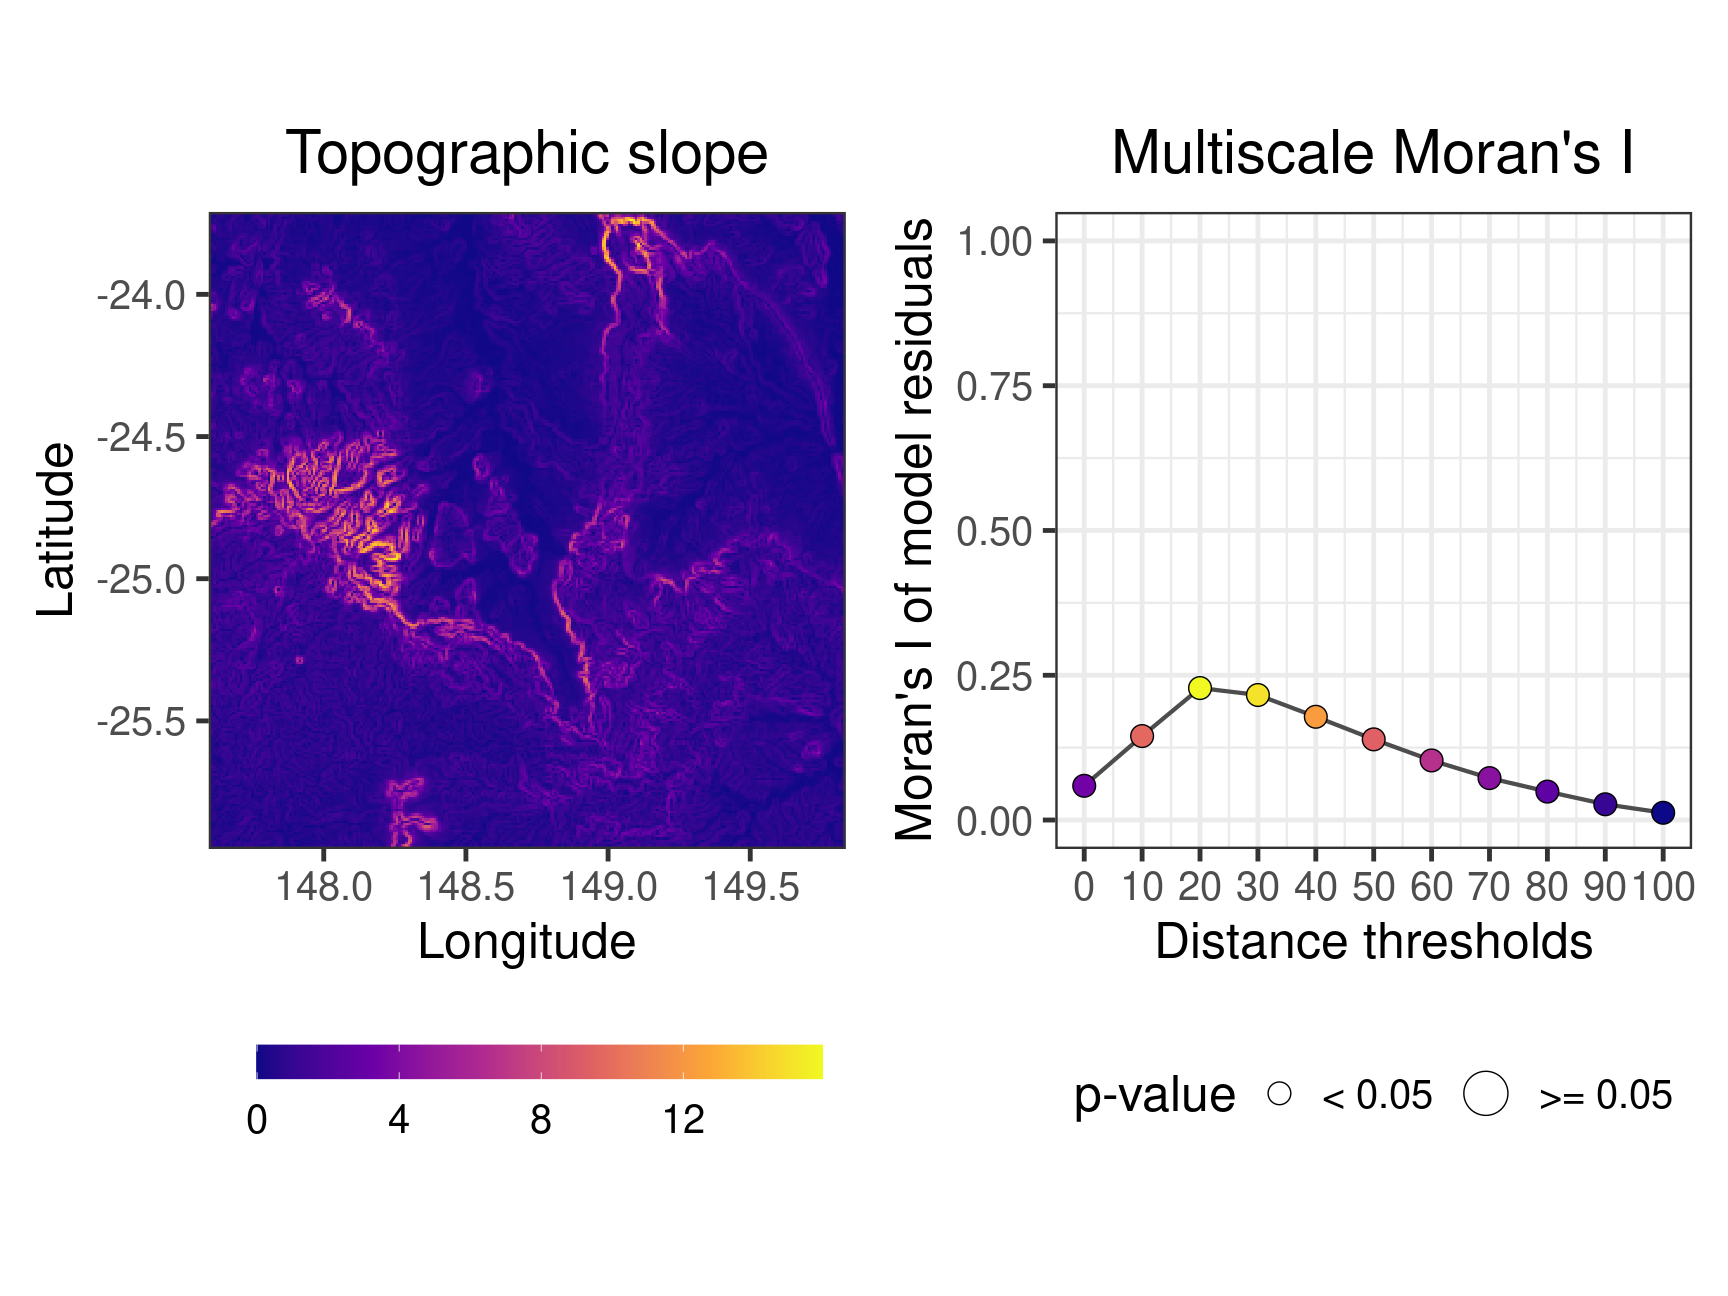 Topographic slope
Latitude
-24.0
-24.5
-25.0
-25.5
148.0 148.5 149.0 149.5
Longitude
0 4 8 12
Multiscale Moran's I
Moran's I of model residuals
1.00
0.75
0.50
0.25
0.00
0 10 20 30 40 50 60 70 80 90 100
Distance thresholds
p-value < 0.05 >= 0.05